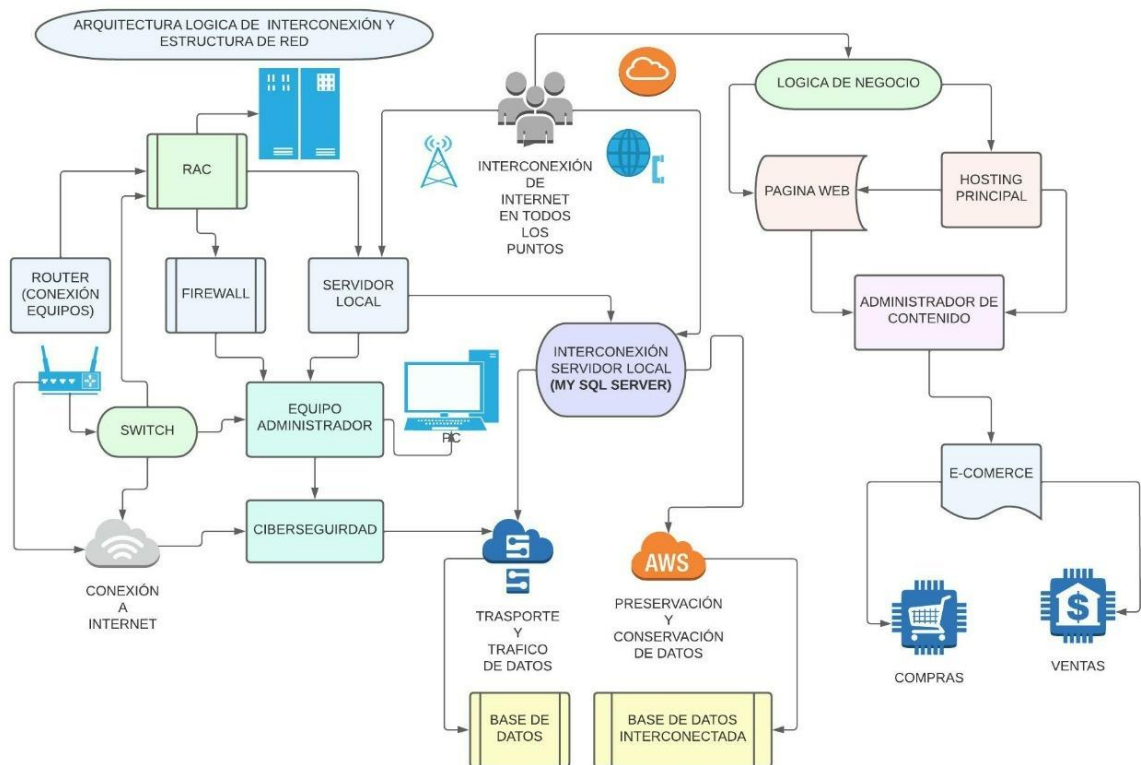 ARQUITECTURA LOGICA DE INTERCONEXIÓN Y
ESTRUCTURA DE RED
LOGICA DE NEGOCIO
RAC
INTERCONEXIÓN
DE
INTERNET
EN TODOS
LOS
PUNTOS
PAGINA WEB
HOSTING
PRINCIPAL
ROUTER
(CONEXIÓN
EQUIPOS)
FIREWALL
SERVIDOR
LOCAL
ADMINISTRADOR DE
CONTENIDO
INTERCONEXIÓN
SERVIDOR LOCAL
(MY SQL SERVER)
SWITCH
EQUIPO
ADMINISTRADOR
PC
E-COMERCE
CIBERSEGUIRDAD
CONEXIÓN
A
INTERNET
TRASPORTE
Y
TRAFICO
DE DATOS
AWS
PRESERVACIÓN
Y
CONSERVACIÓN
DE DATOS
COMPRAS
$
VENTAS
BASE DE
DATOS
BASE DE DATOS
INTERCONECTADA